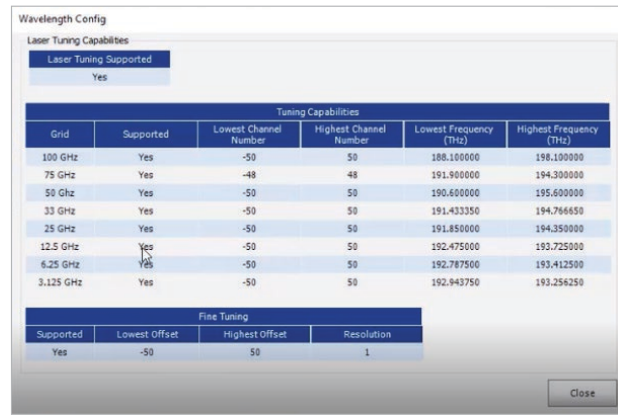 Wavelength Config
Laser Tuning Capabilities
Laser Tuning Supported
Yes
Tuning Capabilities
Grid Supported Lowest Channel Number Highest Channel Number Lowest Frequency (THz) Highest Frequency (THz)
100 GHz Yes -50 50 188.100000 198.100000
75 GHz Yes -48 48 191.900000 194.300000
50 Ghz Yes -50 50 190.600000 195.600000
33 GHz Yes -50 50 191.433350 194.766650
25 GHz Yes -50 50 191.850000 194.350000
12.5 GHz Yes -50 50 192.475000 193.725000
6.25 GHz Yes -50 50 192.787500 193.412500
3.125 GHz Yes -50 50 192.943750 193.256250
Fine Tuning
Supported Lowest Offset Highest Offset Resolution
Yes -50 50 1
Close